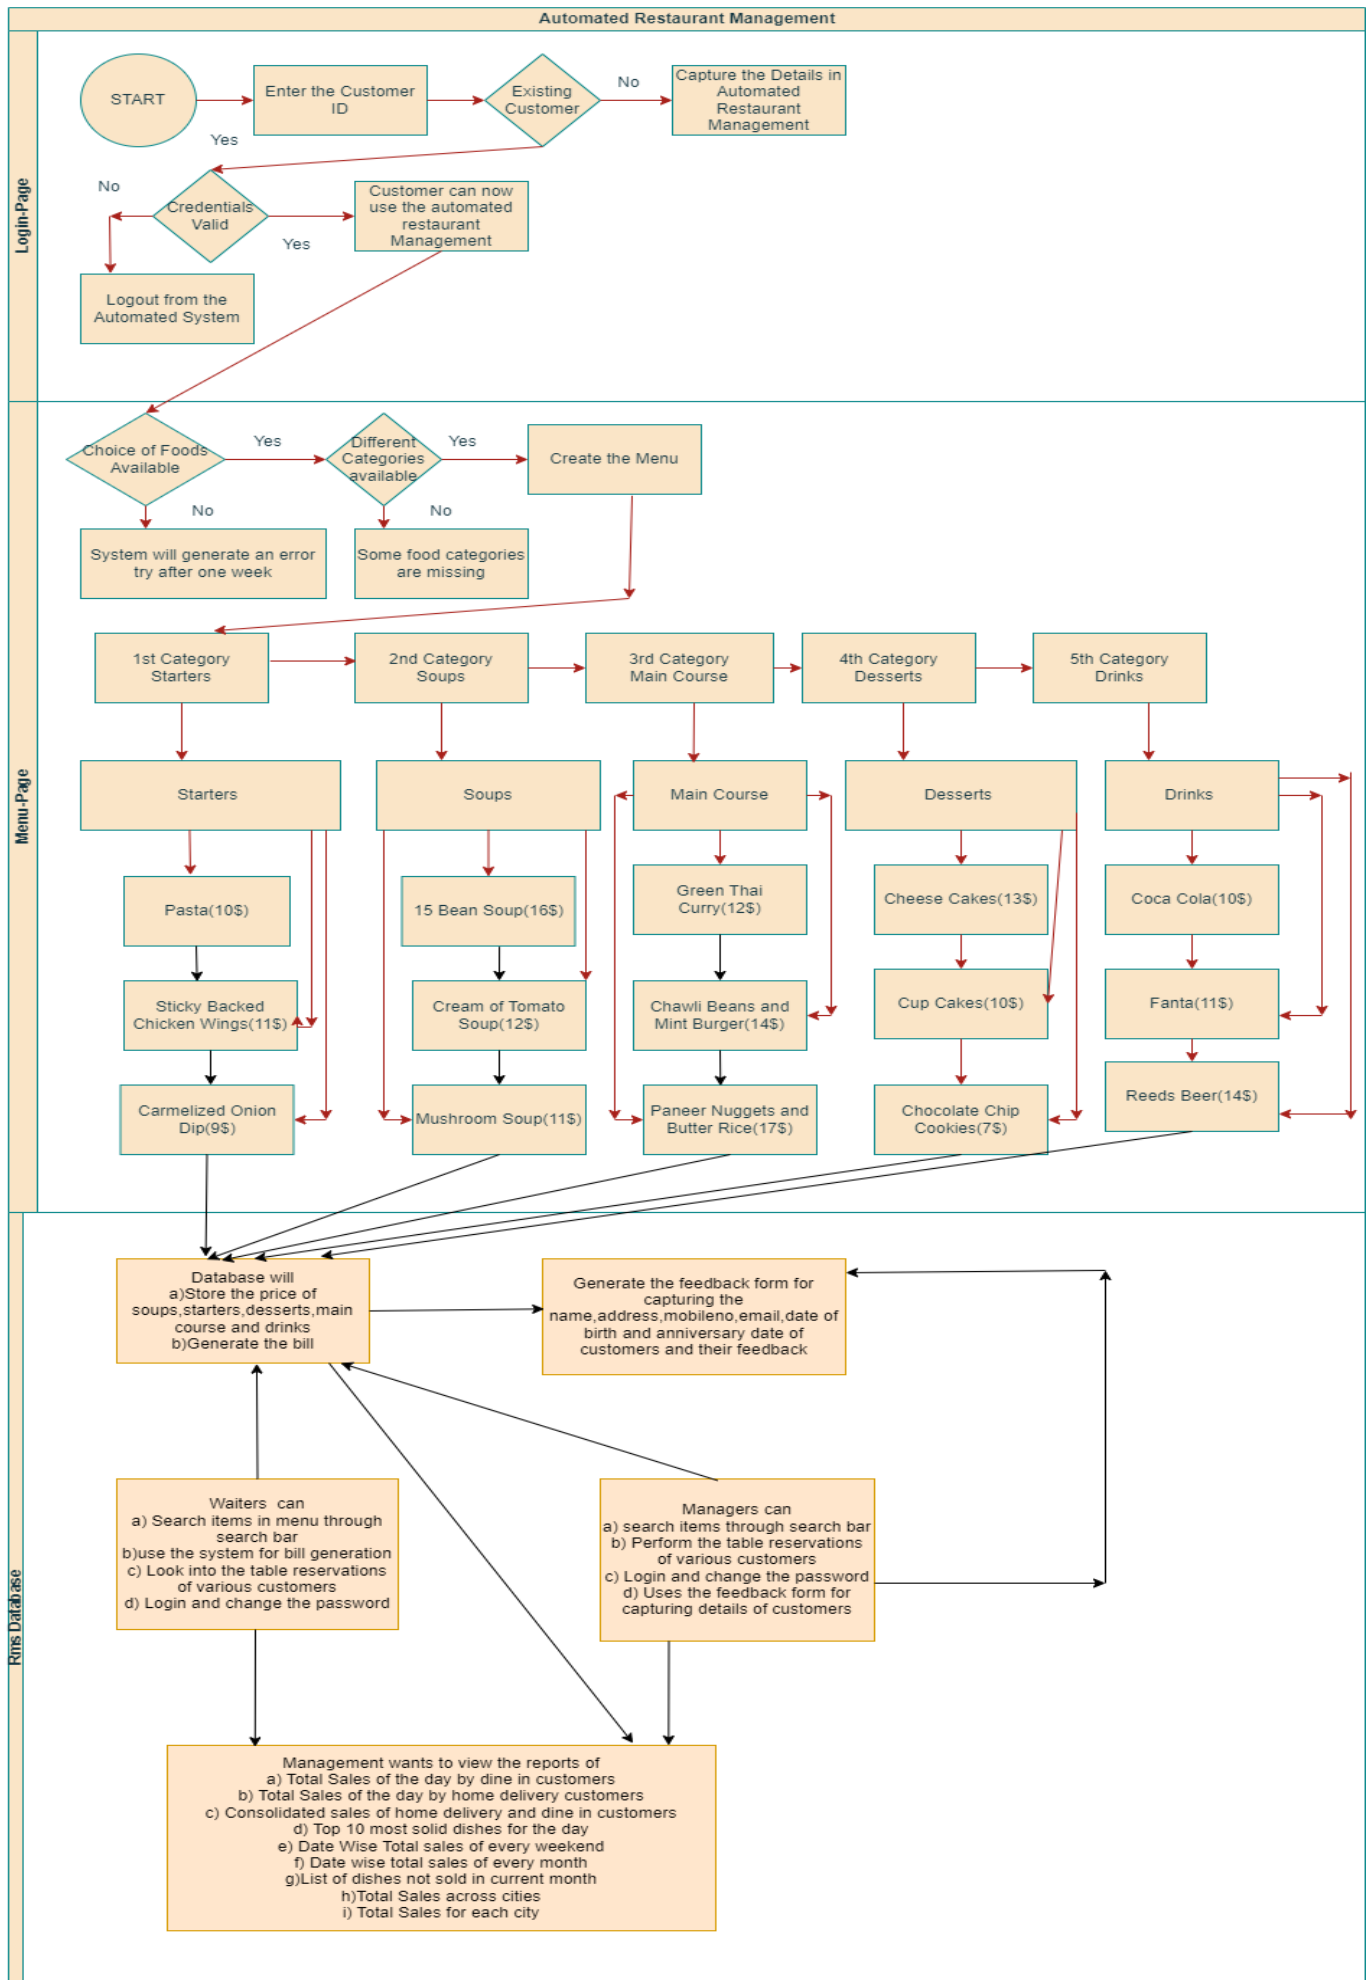 Automated Restaurant Management
Login-Page
START
Enter the Customer
ID
Existing
Customer
No
Capture the Details in
Automated
Restaurant
Management
Yes
No
Credentials
Valid
Yes
Customer can now
use the automated
restaurant
Management
Logout from the
Automated System
Menu-Page
Choice of Foods
Available
Yes
Different
Categories
available
Yes
Create the Menu
No
No
System will generate an error
try after one week
Some food categories
are missing
1st Category
Starters
2nd Category
Soups
3rd Category
Main Course
4th Category
Desserts
5th Category
Drinks
Starters
Soups
Main Course
Desserts
Drinks
Pasta(10$)
15 Bean Soup(16$)
Green Thai
Curry(12$)
Cheese Cakes(13$)
Coca Cola(10$)
Sticky Backed
Chicken Wings(11$)
Cream of Tomato
Soup(12$)
Chawli Beans and
Mint Burger(14$)
Cup Cakes(10$)
Fanta(11$)
Carmelized Onion
Dip(9$)
Mushroom Soup(11$)
Paneer Nuggets and
Butter Rice(17$)
Chocolate Chip
Cookies(7$)
Reeds Beer(14$)
Rms Database
Database will
a)Store the price of
soups,starters,desserts,main
course and drinks
b)Generate the bill
Generate the feedback form for
capturing the
name,address,mobileno,email,date of
birth and anniversary date of
customers and their feedback
Waiters can
a) Search items in menu through
search bar
b)use the system for bill generation
c) Look into the table reservations
of various customers
d) Login and change the password
Managers can
a) search items through search bar
b) Perform the table reservations
of various customers
c) Login and change the password
d) Uses the feedback form for
capturing details of customers
Management wants to view the reports of
a) Total Sales of the day by dine in customers
b) Total Sales of the day by home delivery customers
c) Consolidated sales of home delivery and dine in customers
d) Top 10 most solid dishes for the day
e) Date Wise Total sales of every weekend
f) Date wise total sales of every month
g)List of dishes not sold in current month
h)Total Sales across cities
i) Total Sales for each city